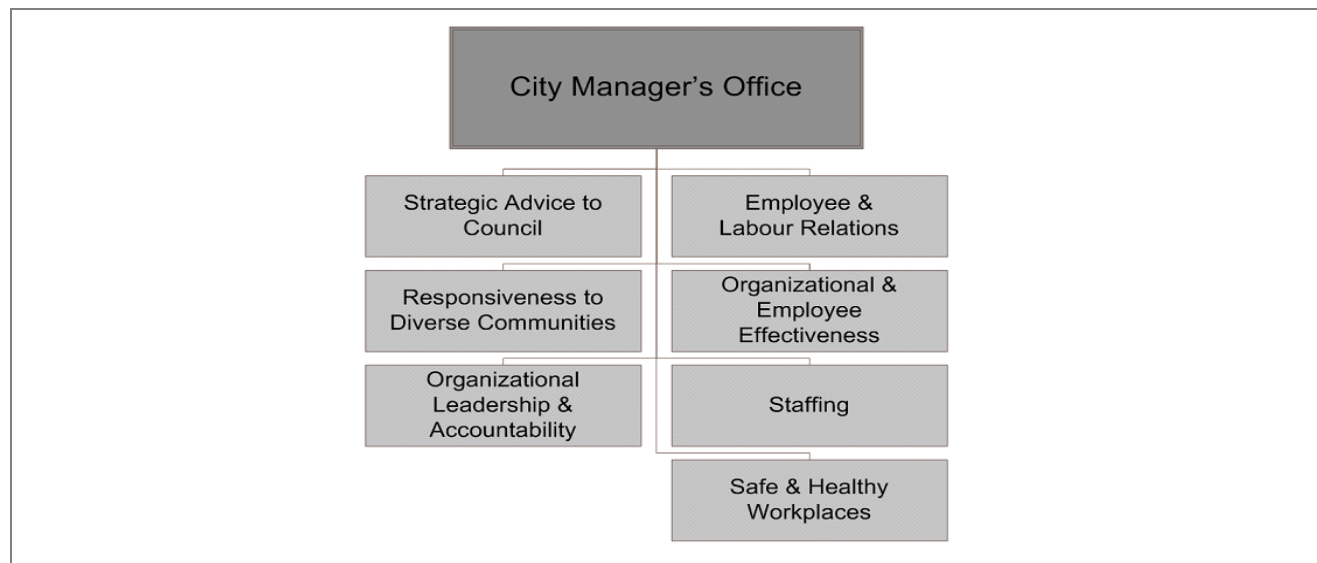 City Manager’s Office
Strategic Advice to
Council
Employee &
Labour Relations
Responsiveness to
Diverse Communities
Organizational &
Employee
Effectiveness
Organizational
Leadership &
Accountability
Staffing
Safe & Healthy
Workplaces